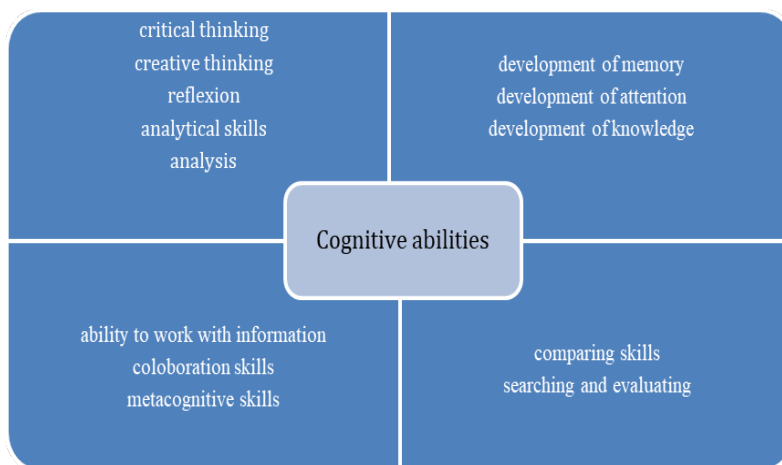 critical thinking
creative thinking
reflexion
analytical skills
analysis
development of memory
development of attention
development of knowledge
Cognitive abilities
ability to work with information
coloboration skills
metacognitive skills
comparing skills
searching and evaluating